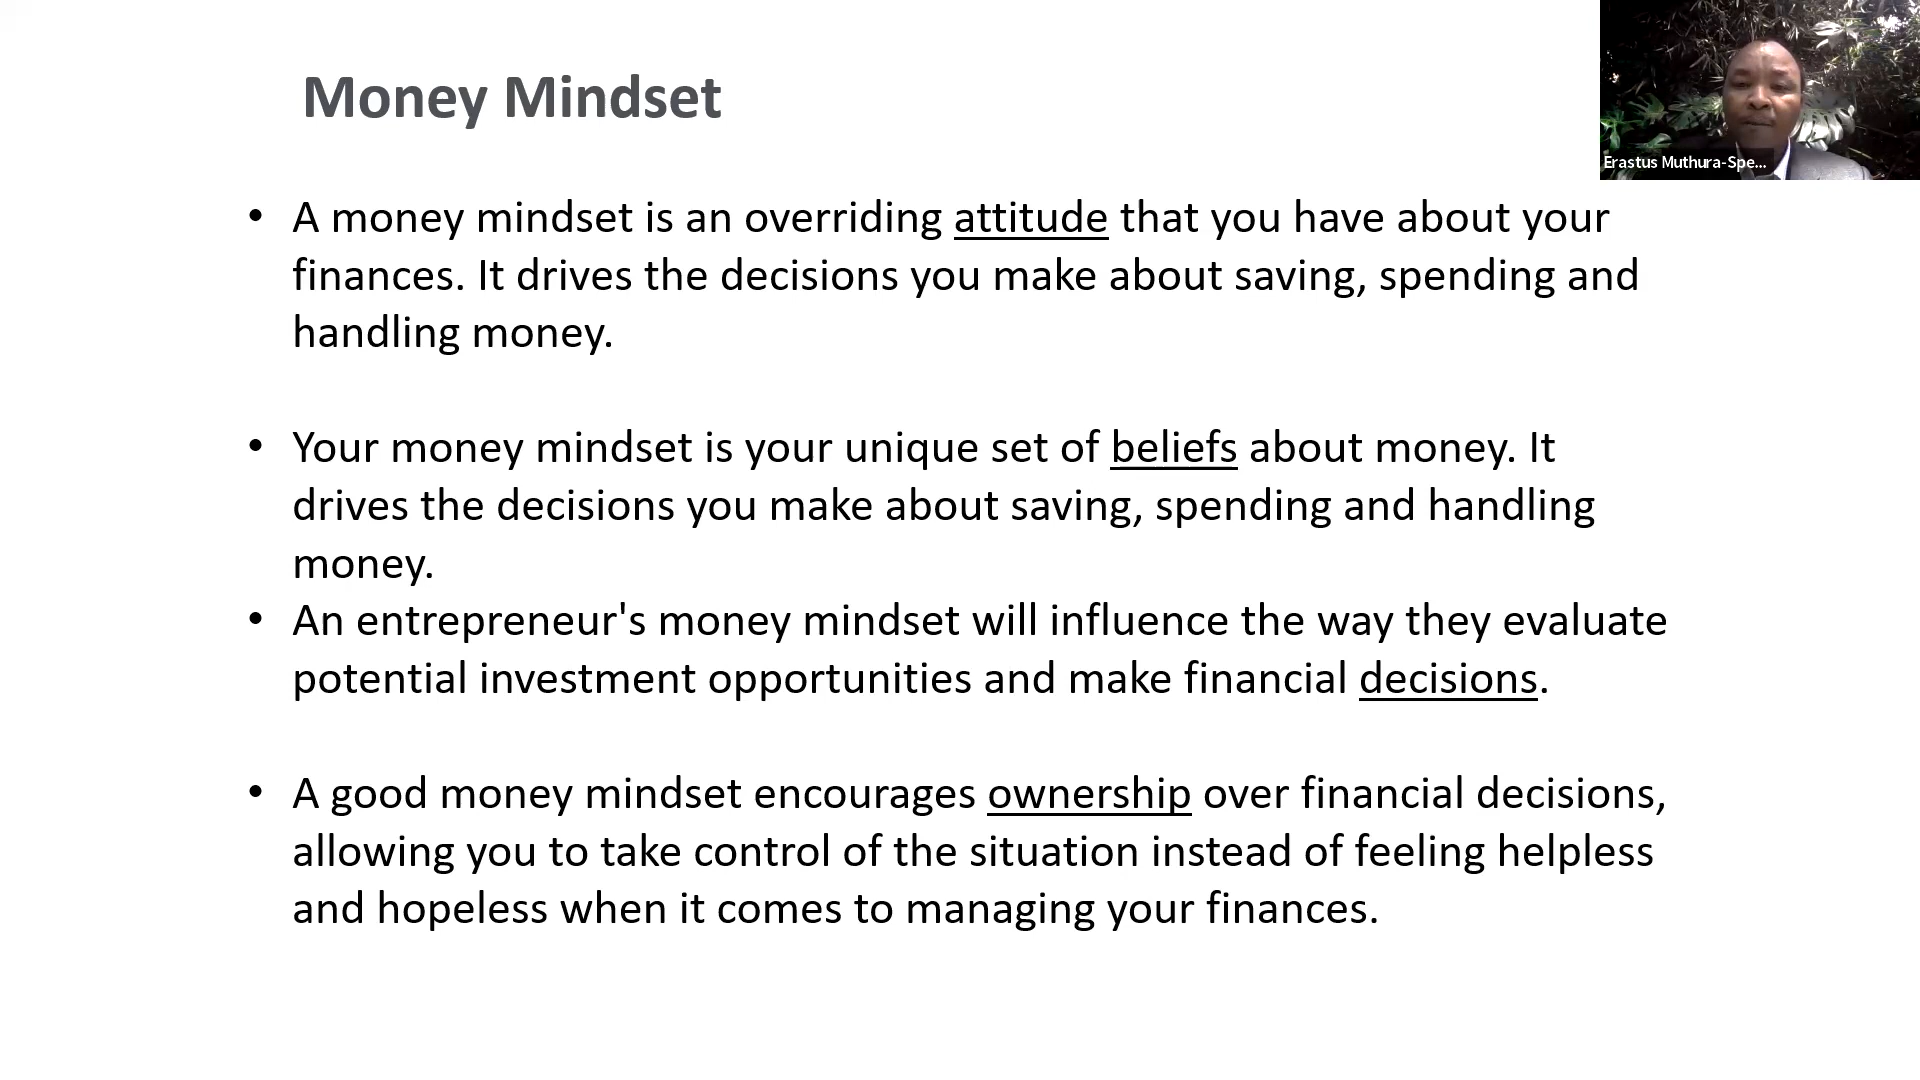 Money Mindset
Erastus Muthura-Spe...
• A money mindset is an overriding attitude that you have about your
finances. It drives the decisions you make about saving, spending and
handling money.
• Your money mindset is your unique set of beliefs about money. It
drives the decisions you make about saving, spending and handling
money.
• An entrepreneur's money mindset will influence the way they evaluate
potential investment opportunities and make financial decisions.
• A good money mindset encourages ownership over financial decisions,
allowing you to take control of the situation instead of feeling helpless
and hopeless when it comes to managing your finances.